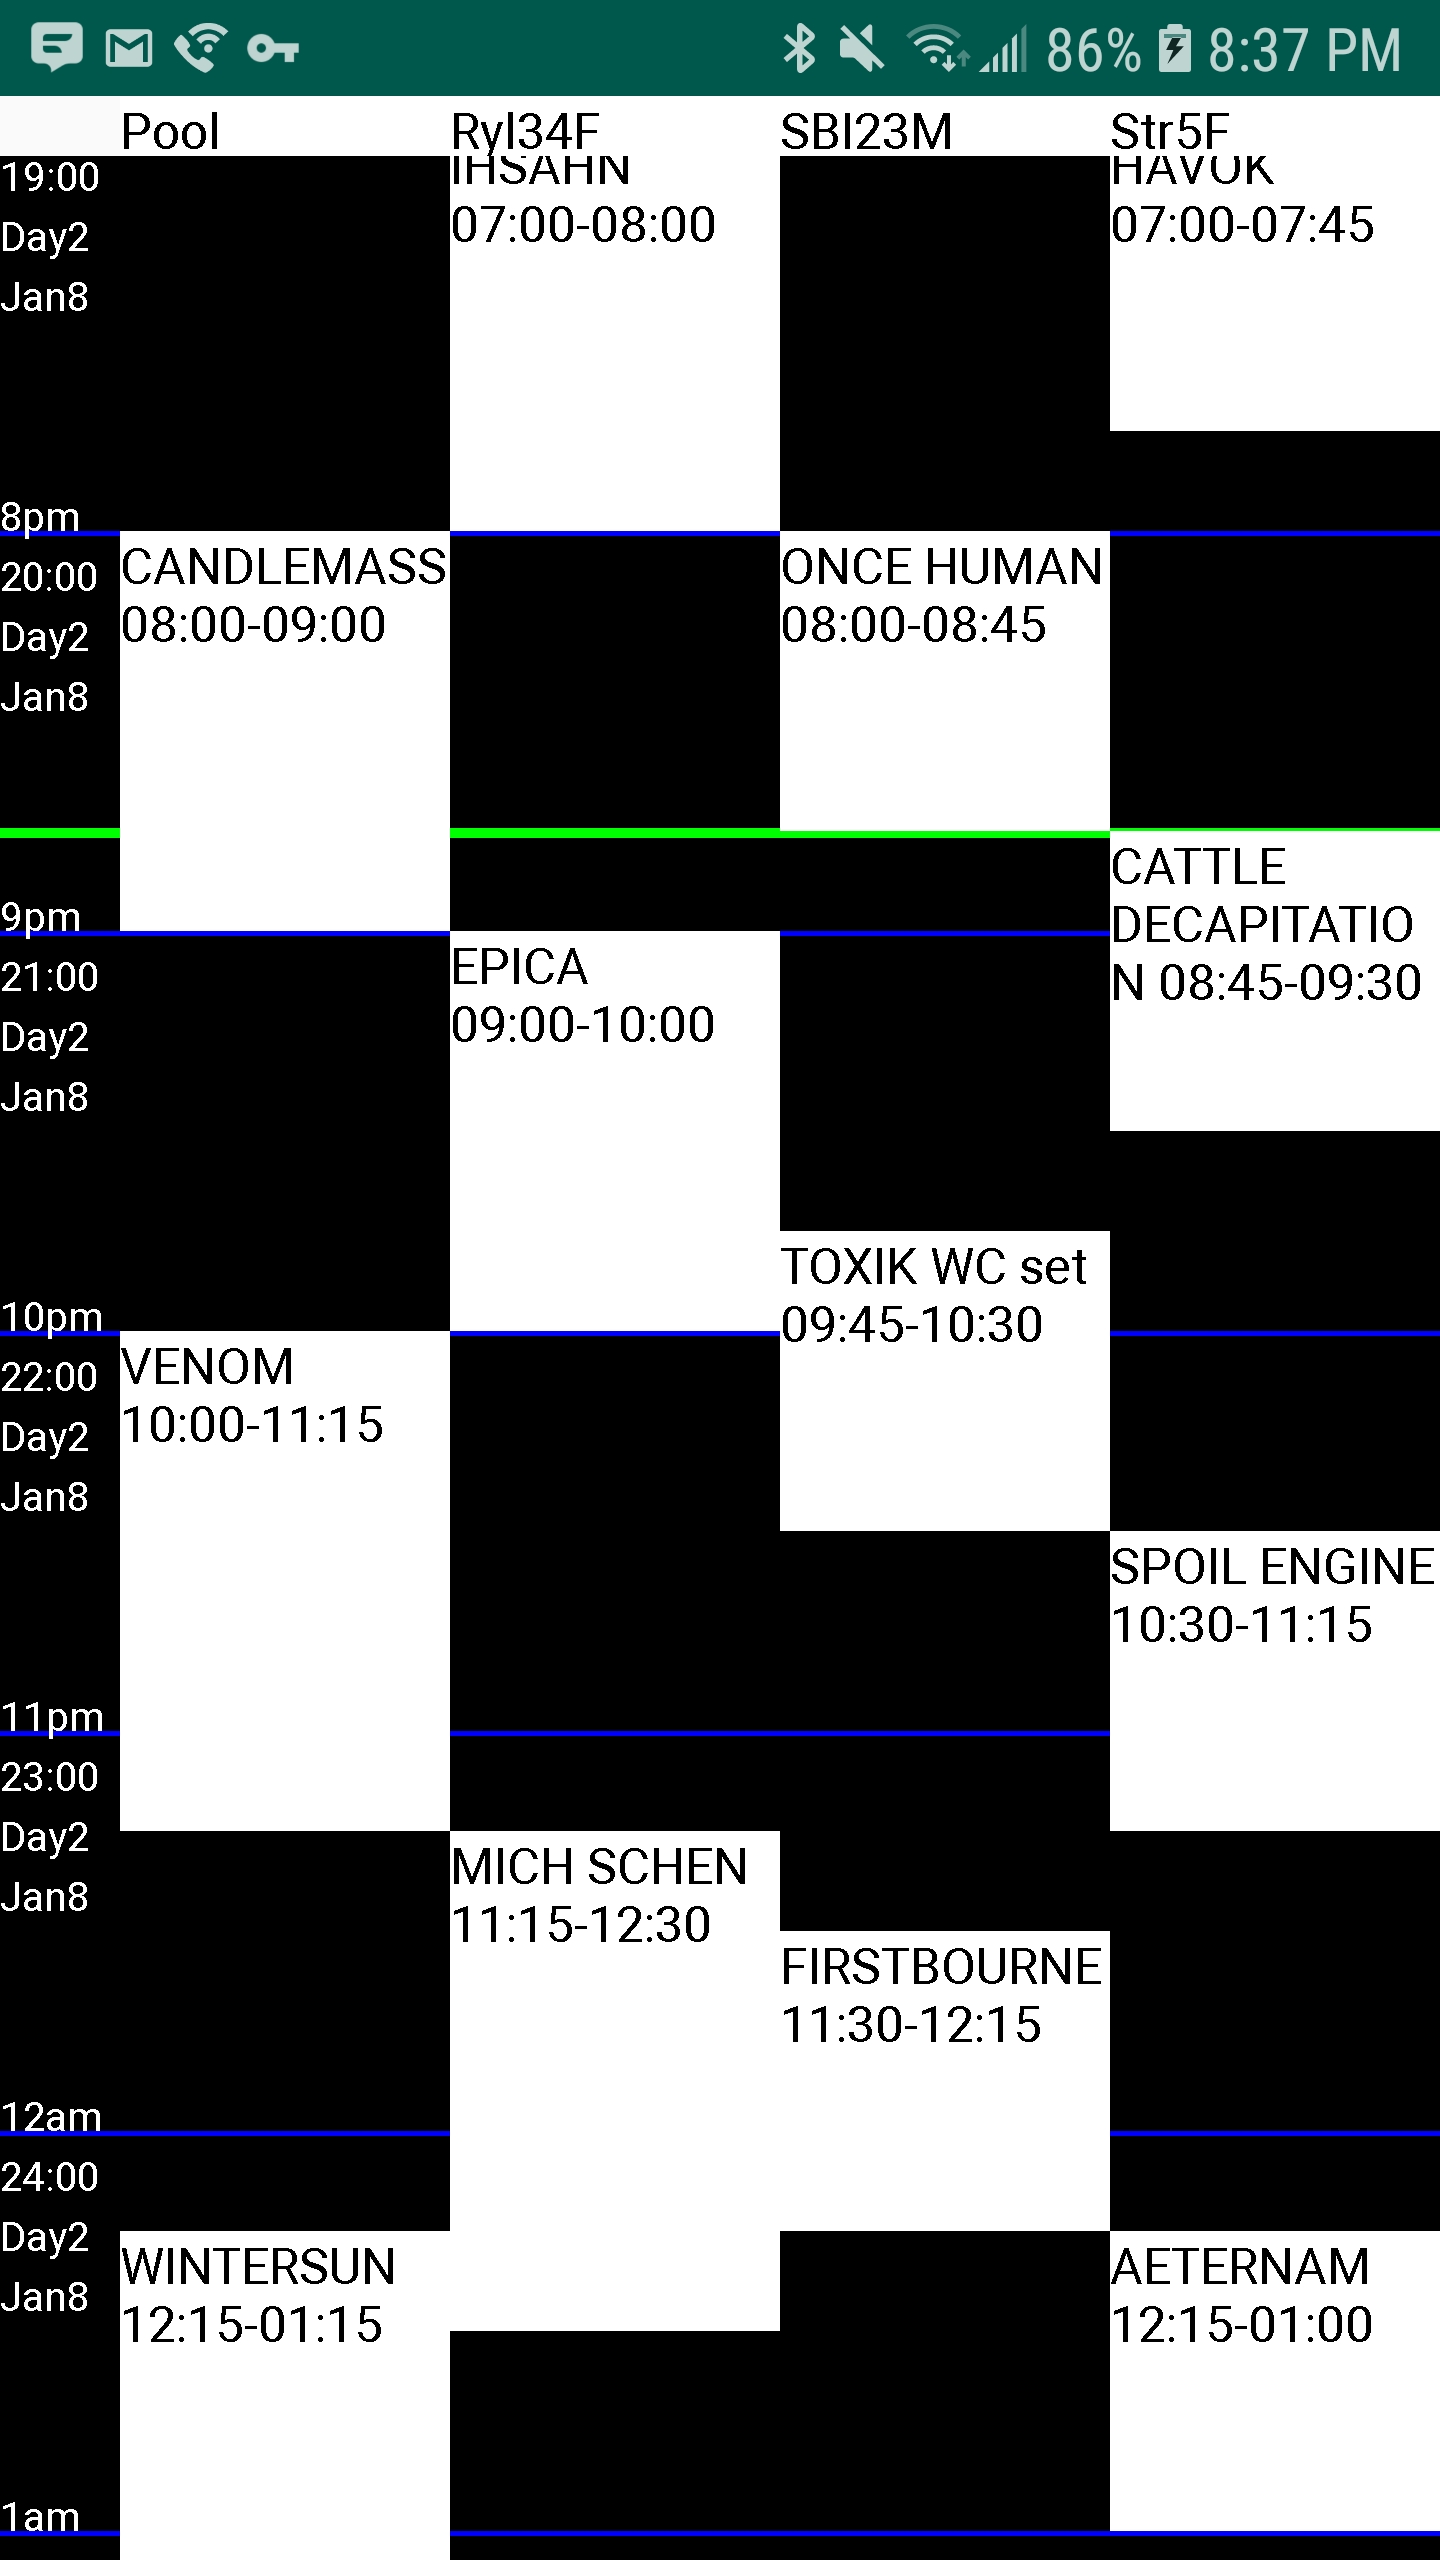 86% 8:37 PM
Pool Ryl34F SBI23M Str5F
19:00
Day2
Jan8
IHSAHN
07:00-08:00
HAVOK
07:00-07:45
8pm
20:00
Day2
Jan8
CANDLEMASS
08:00-09:00
ONCE HUMAN
08:00-08:45
CATTLE
DECAPITATIO
N 08:45-09:30
9pm
21:00
Day2
Jan8
EPICA
09:00-10:00
TOXIK WC set
09:45-10:30
10pm
22:00
Day2
Jan8
VENOM
10:00-11:15
SPOIL ENGINE
10:30-11:15
11pm
23:00
Day2
Jan8
MICH SCHEN
11:15-12:30
FIRSTBOURNE
11:30-12:15
12am
24:00
Day2
Jan8
WINTERSUN
12:15-01:15
AETERNAM
12:15-01:00
1am